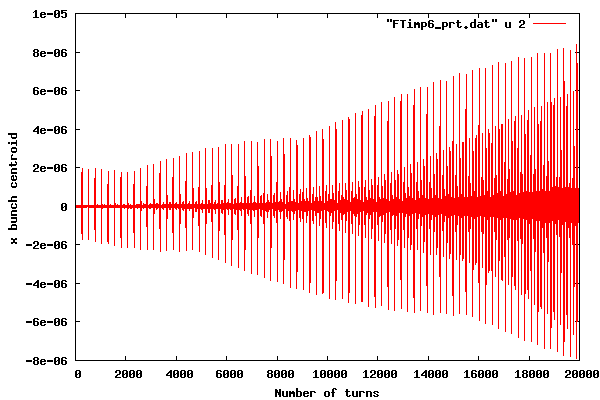 1e-05
"FTimp6_prt.dat" u 2
8e-06
6e-06
4e-06
2e-06
0
-2e-06
-4e-06
-6e-06
-8e-06
x bunch centroid
0 2000 4000 6000 8000 10000 12000 14000 16000 18000 20000
Number of turns